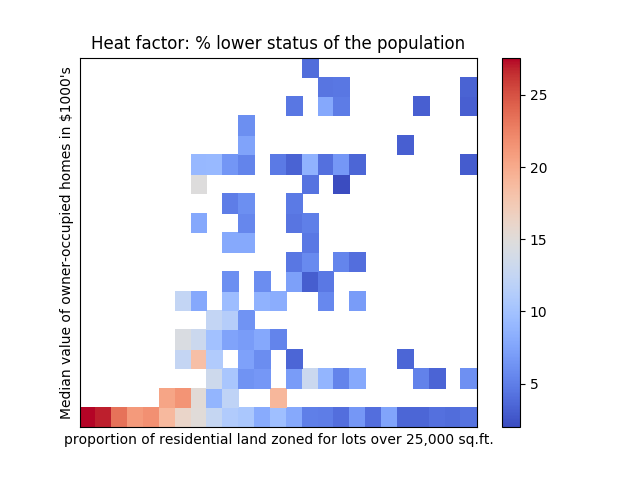 Heat factor: % lower status of the population
Median value of owner-occupied homes in $1000's
proportion of residential land zoned for lots over 25,000 sq.ft.
25
20
15
10
5